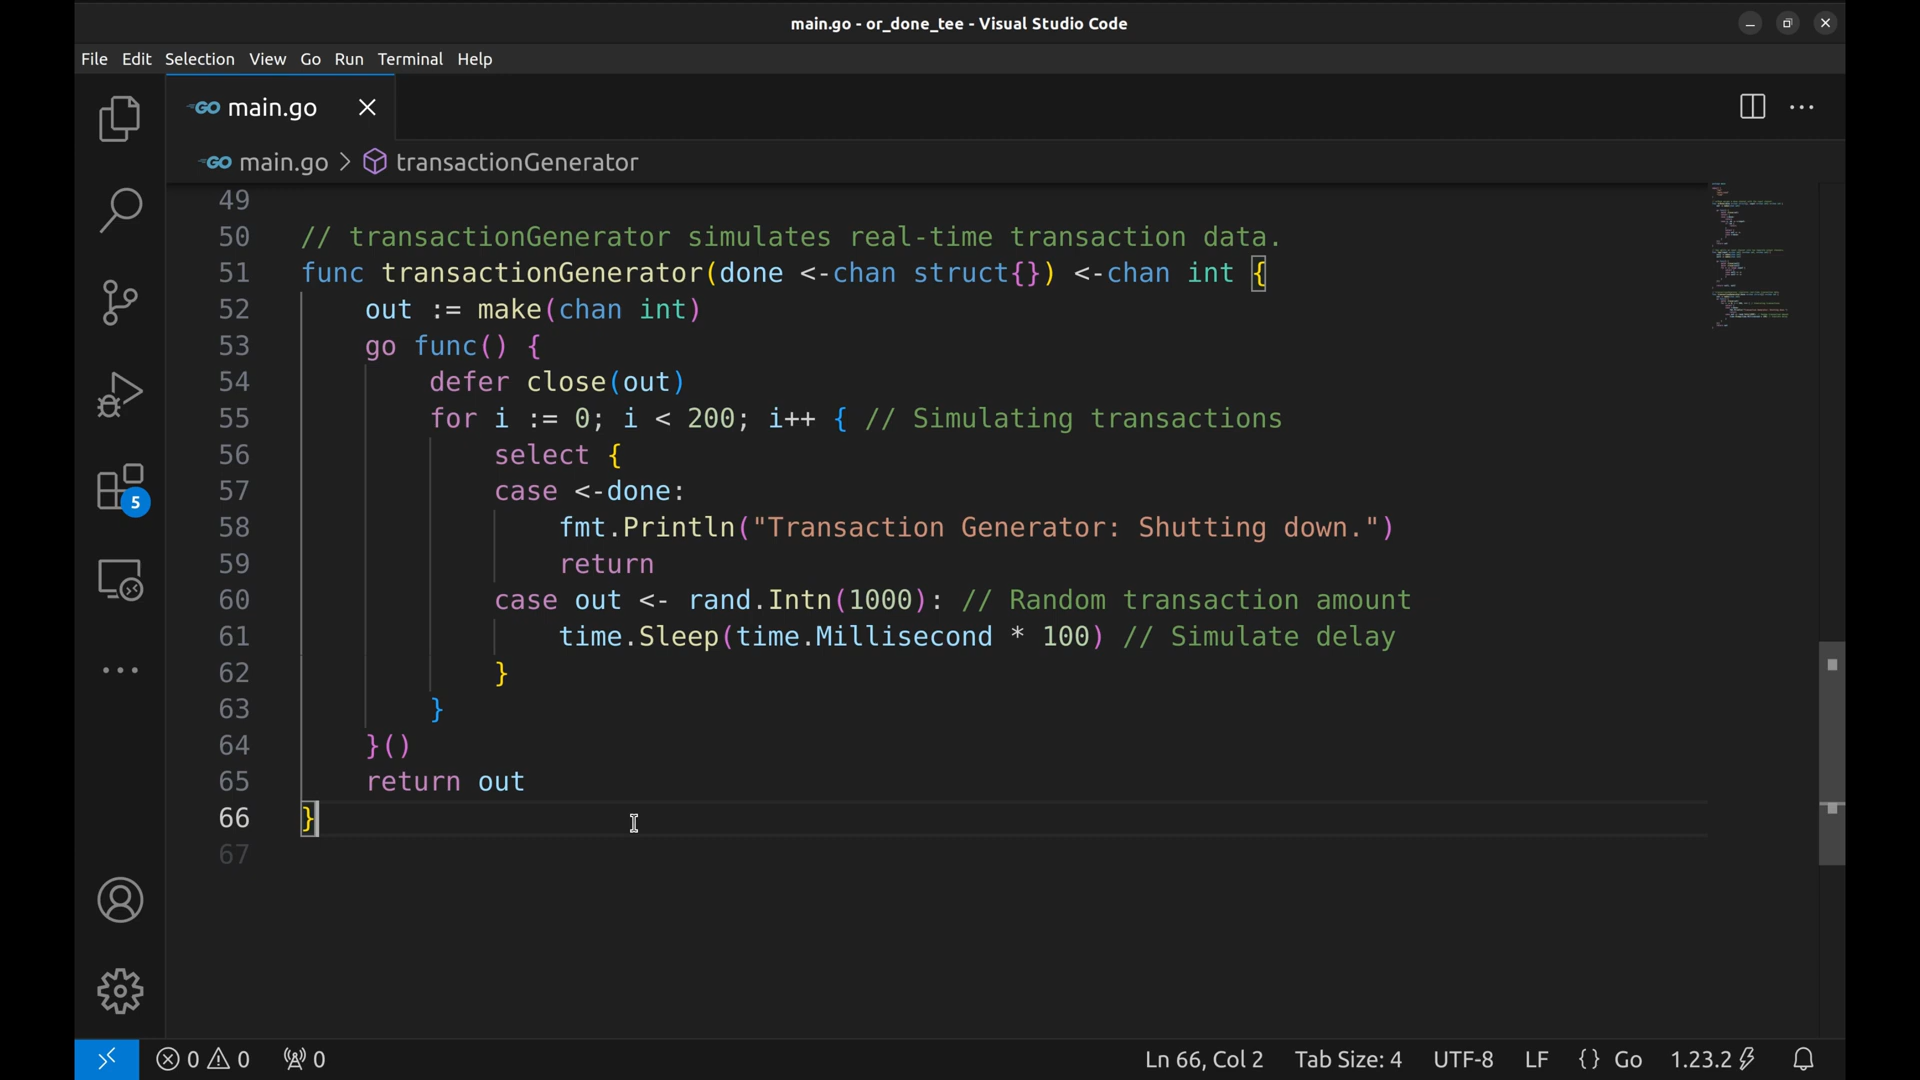 main.go - or_done_tee - Visual Studio Code
File Edit Selection View Go Run Terminal Help
GO main.go
GO main.go > transactionGenerator
49
50 // transactionGenerator simulates real-time transaction data.
51 func transactionGenerator(done <-chan struct{}) <-chan int {
52 out := make(chan int)
53 go func() {
54 defer close(out)
55 for i := 0; i < 200; i++ { // Simulating transactions
56 select {
57 case <-done:
58 fmt.Println("Transaction Generator: Shutting down.")
59 return
60 case out <- rand.Intn(1000): // Random transaction amount
61 time.Sleep(time.Millisecond * 100) // Simulate delay
62 }
63 }
64 }()
65 return out
66 }
67
5
0 0 0 Ln 66, Col 2 Tab Size: 4 UTF-8 LF {} Go 1.23.2